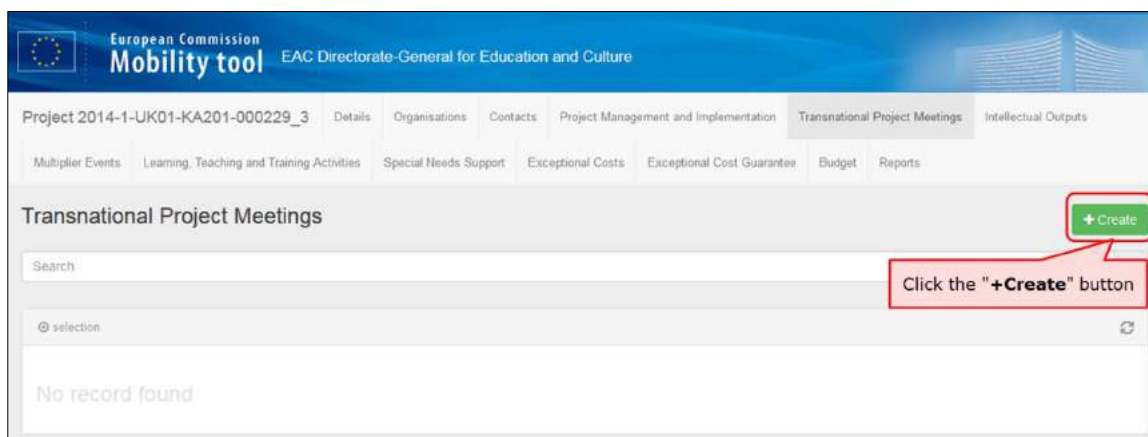 European Commission
Mobility tool EAC Directorate-General for Education and Culture
Project 2014-1-UK01-KA201-000229_3 Details Organisations Contacts Project Management and Implementation Transnational Project Meetings Intellectual Outputs
Multiplier Events Learning, Teaching and Training Activities Special Needs Support Exceptional Costs Exceptional Cost Guarantee Budget Reports
Transnational Project Meetings
+ Create
Search
Click the "+Create" button
selection
No record found